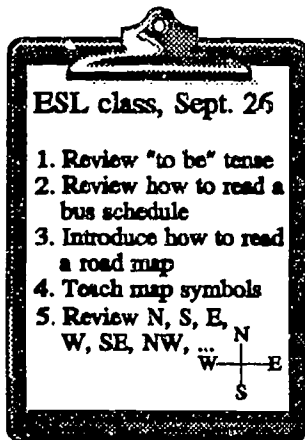 ESL class, Sept. 26
1. Review "to be" tense
2. Review how to read a
bus schedule
3. Introduce how to read
a road map
4. Teach map symbols
5. Review N, S, E,
W, SE, NW, ...
N
W E
S